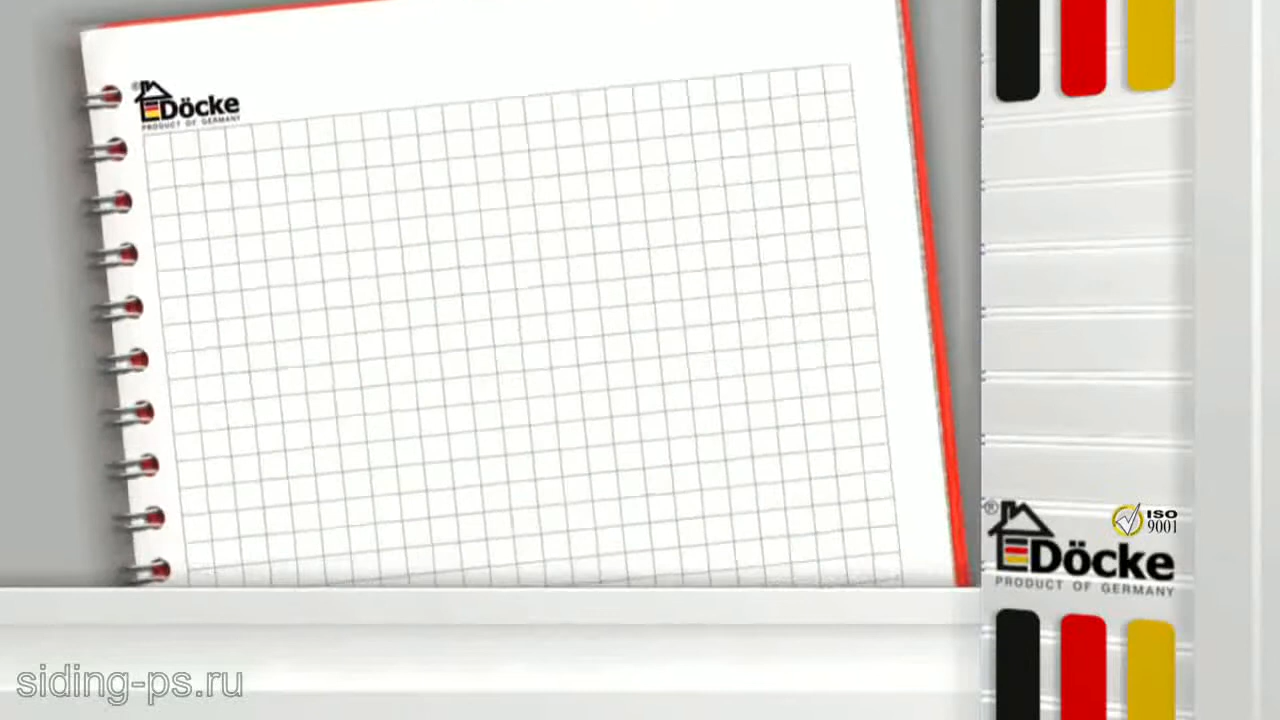 ® Döcke
PRODUCT OF GERMANY
ISO
9001
® Döcke
PRODUCT OF GERMANY
siding-ps.ru